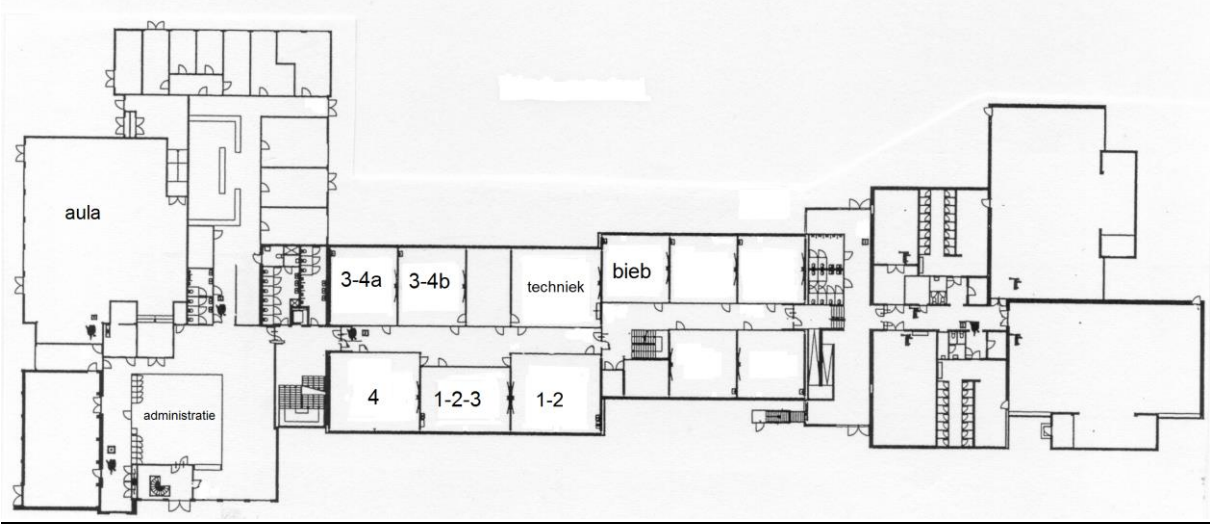 aula
3-4a
3-4b
techniek
bieb
4
1-2-3
1-2
administratie